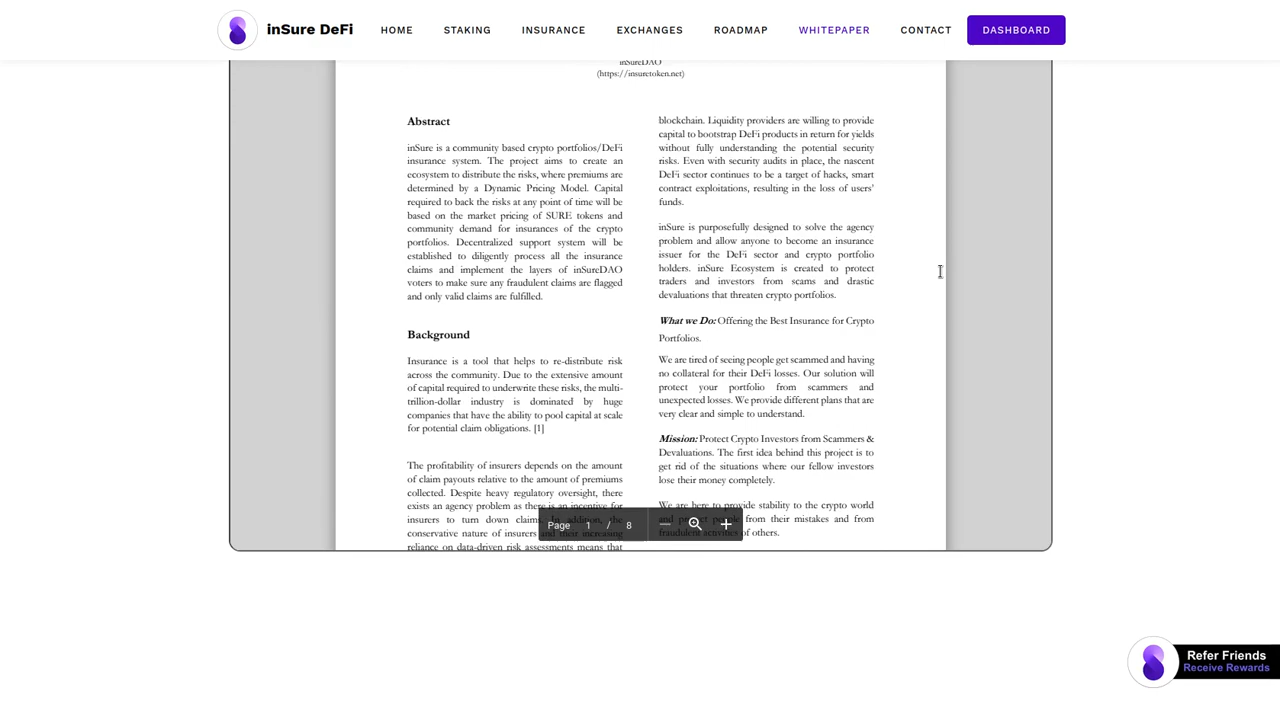 inSure DeFi
HOME
STAKING
INSURANCE
EXCHANGES
ROADMAP
WHITEPAPER
CONTACT
DASHBOARD
inSureDAO
(https://insuretoken.net)
Abstract
inSure is a community based crypto portfolios/DeFi
insurance system. The project aims to create an
ecosystem to distribute the risks, where premiums are
determined by a Dynamic Pricing Model. Capital
required to back the risks at any point of time will be
based on the market pricing of SURE tokens and
community demand for insurances of the crypto
portfolios. Decentralized support system will be
established to diligently process all the insurance
claims and implement the layers of inSureDAO
voters to make sure any fraudulent claims are flagged
and only valid claims are fulfilled.
Background
Insurance is a tool that helps to re-distribute risk
across the community. Due to the extensive amount
of capital required to underwrite these risks, the multi-
trillion-dollar industry is dominated by huge
companies that have the ability to pool capital at scale
for potential claim obligations. [1]
The profitability of insurers depends on the amount
of claim payouts relative to the amount of premiums
collected. Despite heavy regulatory oversight, there
exists an agency problem as there is an incentive for
insurers to turn down claims. In addition, the
conservative nature of insurers and their increasing
reliance on data-driven risk assessments means that
blockchain. Liquidity providers are willing to provide
capital to bootstrap DeFi products in return for yields
without fully understanding the potential security
risks. Even with security audits in place, the nascent
DeFi sector continues to be a target of hacks, smart
contract exploitations, resulting in the loss of users'
funds.
inSure is purposefully designed to solve the agency
problem and allow anyone to become an insurance
issuer for the DeFi sector and crypto portfolio
holders. inSure Ecosystem is created to protect
traders and investors from scams and drastic
devaluations that threaten crypto portfolios.
What we Do: Offering the Best Insurance for Crypto
Portfolios.
We are tired of seeing people get scammed and having
no collateral for their DeFi losses. Our solution will
protect your portfolio from scammers and
unexpected losses. We provide different plans that are
very clear and simple to understand.
Mission: Protect Crypto Investors from Scammers &
Devaluations. The first idea behind this project is to
get rid of the situations where our fellow investors
lose their money completely.
We are here to provide stability to the crypto world
and protect people from their mistakes and from
fraudulent activities of others.
Page 1 / 8
Refer Friends
Receive Rewards